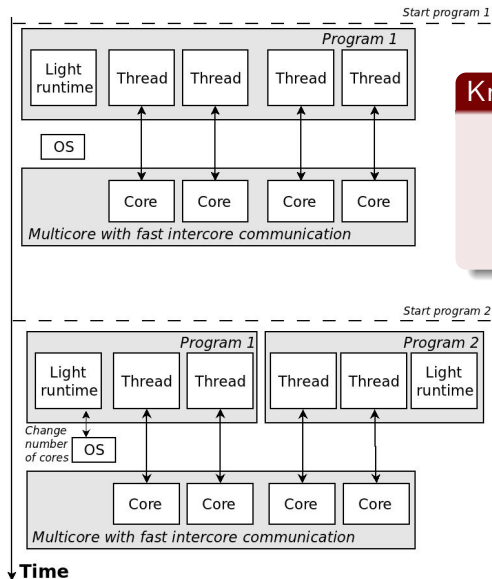 Start program 1
Program 1
Light
runtime
Thread
Thread
Thread
Thread
OS
Core
Core
Core
Core
Multicore with fast intercore communication
Start program 2
Program 1
Program 2
Light
runtime
Thread
Thread
Thread
Thread
Light
runtime
Change
number
of cores
OS
Core
Core
Core
Core
Multicore with fast intercore communication
Time